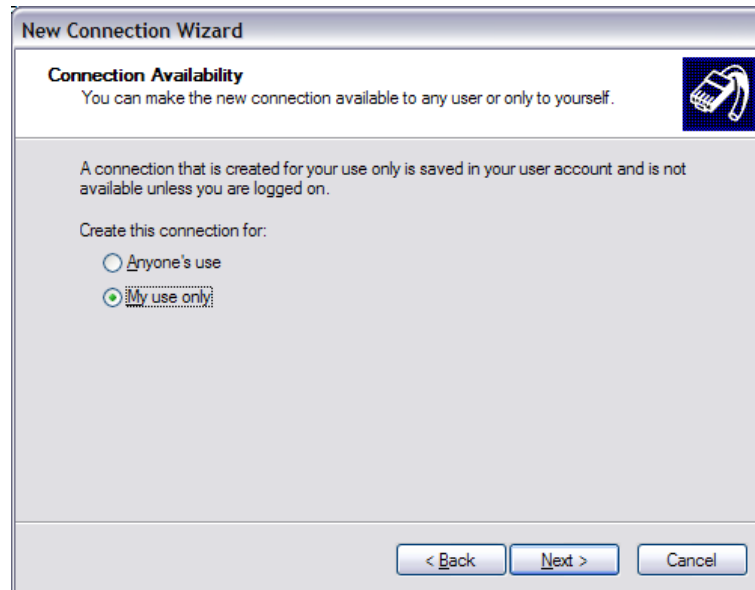 New Connection Wizard
Connection Availability
You can make the new connection available to any user or only to yourself.
A connection that is created for your use only is saved in your user account and is not
available unless you are logged on.
Create this connection for:
Anyone's use
My use only
< Back Next > Cancel